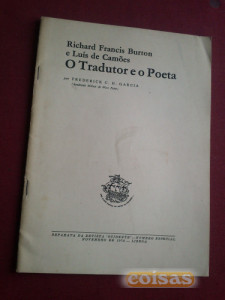 Richard Francis Burton
e Luís de Camões
O Tradutor e o Poeta
por FREDERICK C. H. GARCIA
SEPARATA DA REVISTA "OCIDENTE" — NÚMERO ESPECIAL
NOVEMBRO DE 1972 — LISBOA
coisas